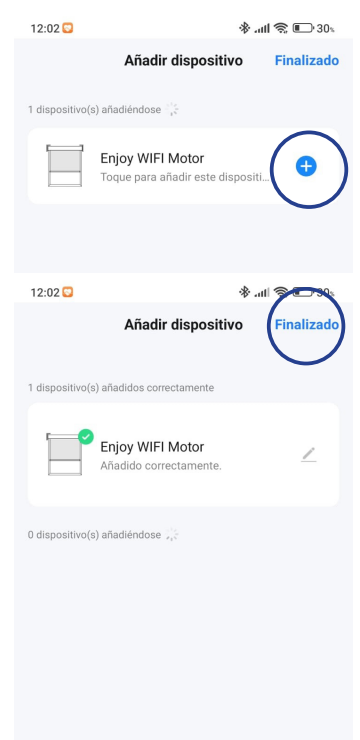 12:02 30%
Añadir dispositivo Finalizado
1 dispositivo(s) añadiéndose
Enjoy WIFI Motor
Toque para añadir este dispositi...
12:02 30%
Añadir dispositivo Finalizado
1 dispositivo(s) añadidos correctamente
Enjoy WIFI Motor
Añadido correctamente.
0 dispositivo(s) añadiéndose